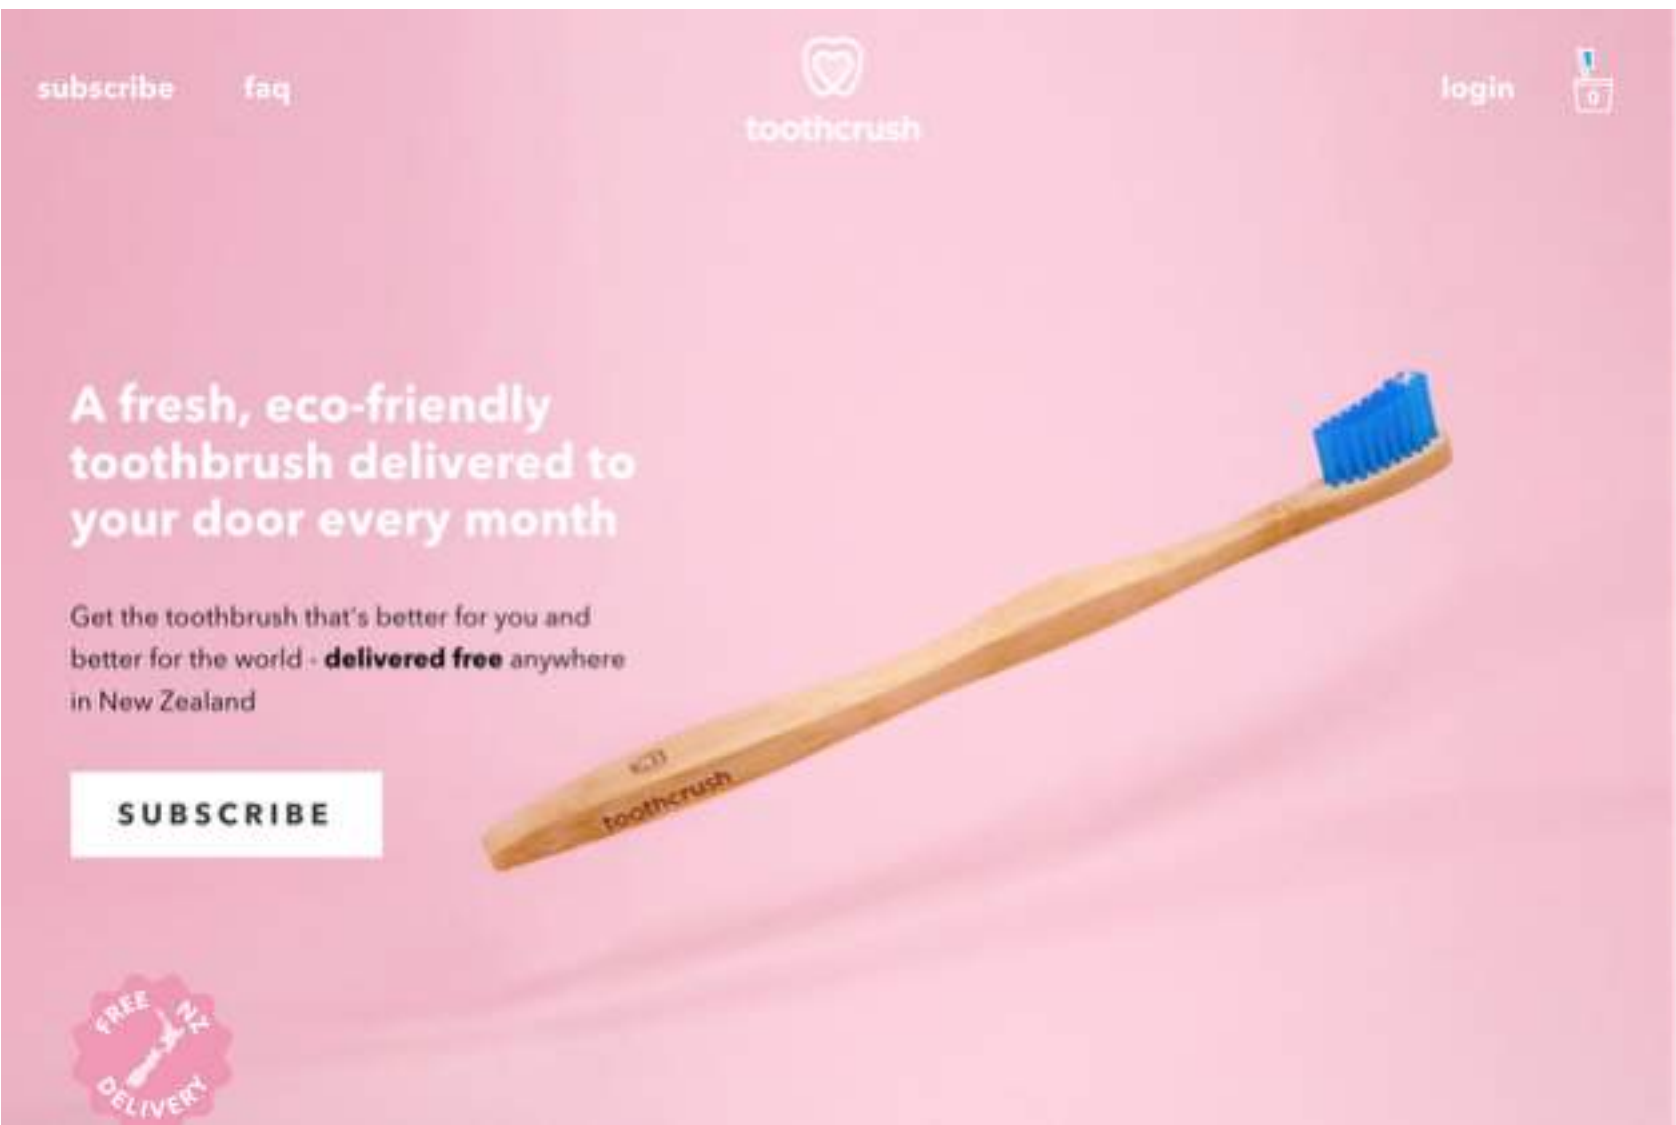 subscribe
faq
toothcrush
login
0
A fresh, eco-friendly
toothbrush delivered to
your door every month
Get the toothbrush that's better for you and
better for the world - delivered free anywhere
in New Zealand
SUBSCRIBE
toothcrush
FREE NZ
DELIVERY